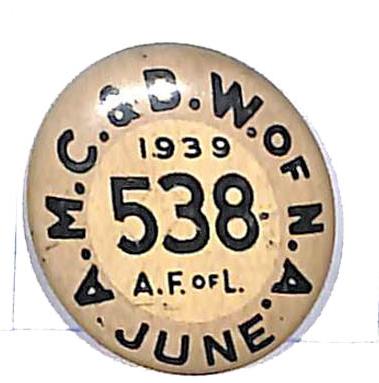 A.M.C.&B.W.OF N.A.
1939
538
A.F. OF L.
JUNE